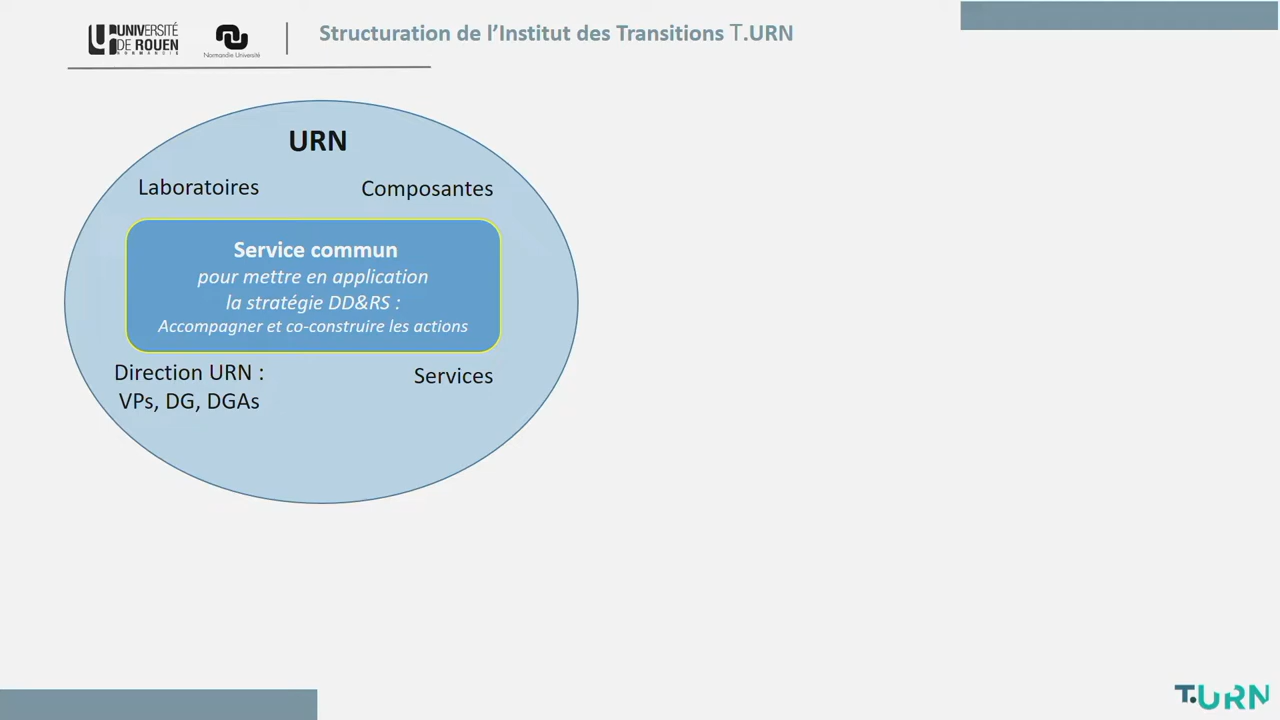 UNIVERSITÉ
DE ROUEN
NORMANDIE
Normandie Université
Structuration de l’Institut des Transitions T.URN
URN
Laboratoires
Composantes
Service commun
pour mettre en application
la stratégie DD&RS :
Accompagner et co-construire les actions
Direction URN :
VPs, DG, DGAs
Services
T.URN